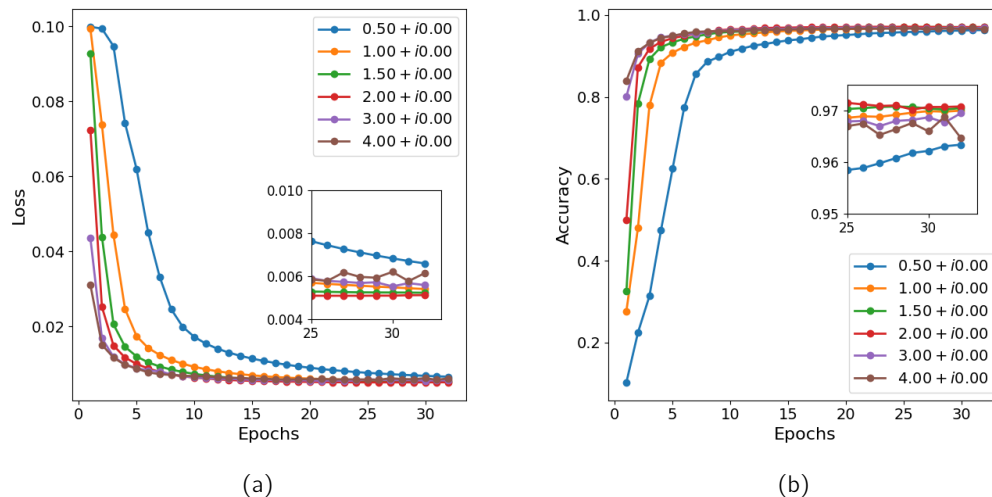 0.10
0.08
0.06
0.04
0.02
Loss
0 5 10 15 20 25 30
Epochs
0.50 + i0.00
1.00 + i0.00
1.50 + i0.00
2.00 + i0.00
3.00 + i0.00
4.00 + i0.00
0.010
0.008
0.006
0.004
25 30
(a)
1.0
0.8
0.6
0.4
0.2
Accuracy
0 5 10 15 20 25 30
Epochs
0.97
0.96
0.95
25 30
0.50 + i0.00
1.00 + i0.00
1.50 + i0.00
2.00 + i0.00
3.00 + i0.00
4.00 + i0.00
(b)